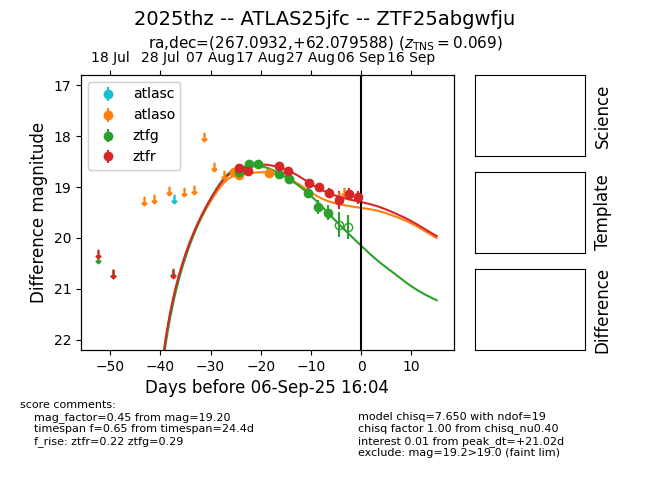 2025thz -- ATLAS25jfc -- ZTF25abgwfju
ra,dec=(267.0932,+62.079588) (z_TNS = 0.069)
18 Jul 28 Jul 07 Aug 17 Aug 27 Aug 06 Sep 16 Sep
atlasc
atlaso
ztfg
ztfr
17
18
19
20
21
22
Difference magnitude
−50 −40 −30 −20 −10 0 10
Days before 06-Sep-25 16:04
Science
Template
Difference
score comments:
mag_factor=0.45 from mag=19.20
timespan f=0.65 from timespan=24.4d
f_rise: ztfr=0.22 ztfg=0.29
model chisq=7.650 with ndof=19
chisq factor 1.00 from chisq_nu0.40
interest 0.01 from peak_dt=+21.02d
exclude: mag=19.2>19.0 (faint lim)